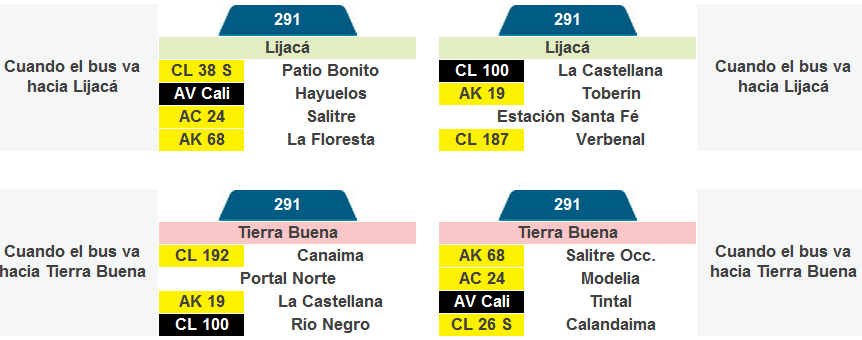 291
291
Lijacá
Lijacá
Cuando el bus va
hacia Lijacá
CL 38 S Patio Bonito
AV Cali Hayuelos
AC 24 Salitre
AK 68 La Floresta
CL 100 La Castellana
AK 19 Toberín
Estación Santa Fé
CL 187 Verbenal
Cuando el bus va
hacia Lijacá
291
291
Tierra Buena
Tierra Buena
Cuando el bus va
hacia Tierra Buena
CL 192 Canaima
Portal Norte
AK 19 La Castellana
CL 100 Río Negro
AK 68 Salitre Occ.
AC 24 Modelia
AV Cali Tintal
CL 26 S Calandaima
Cuando el bus va
hacia Tierra Buena